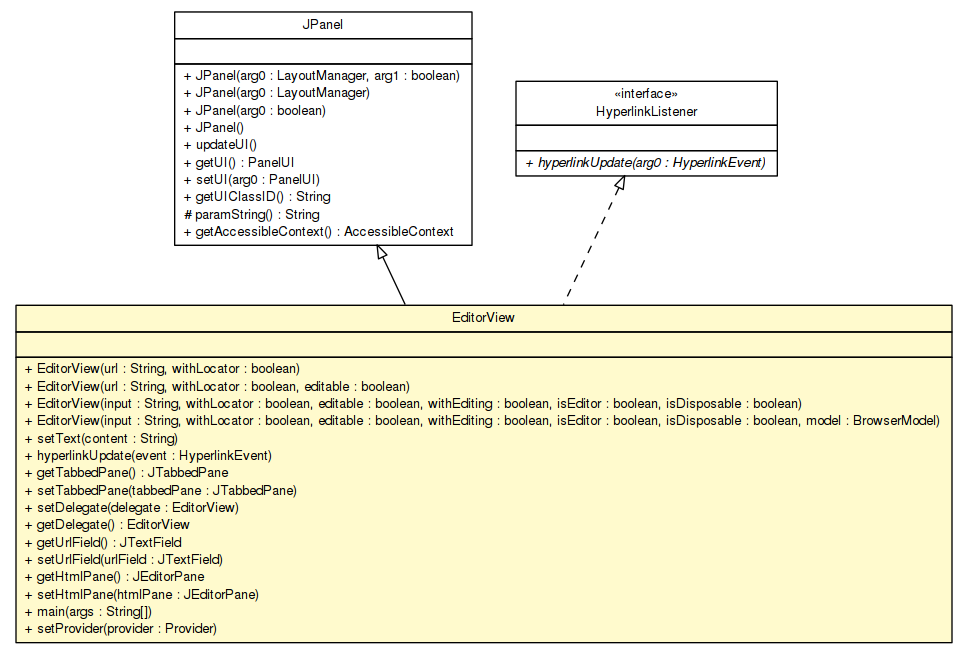 JPanel
+ JPanel(arg0 : LayoutManager, arg1 : boolean)
+ JPanel(arg0 : LayoutManager)
+ JPanel(arg0 : boolean)
+ JPanel()
+ updateUI()
+ getUI() : PanelUI
+ setUI(arg0 : PanelUI)
+ getUIClassID() : String
# paramString() : String
+ getAccessibleContext() : AccessibleContext
«interface»
HyperlinkListener
+ hyperlinkUpdate(arg0 : HyperlinkEvent)
EditorView
+ EditorView(url : String, withLocator : boolean)
+ EditorView(url : String, withLocator : boolean, editable : boolean)
+ EditorView(input : String, withLocator : boolean, editable : boolean, withEditing : boolean, isEditor : boolean, isDisposable : boolean)
+ EditorView(input : String, withLocator : boolean, editable : boolean, withEditing : boolean, isEditor : boolean, isDisposable : boolean, model : BrowserModel)
+ setText(content : String)
+ hyperlinkUpdate(event : HyperlinkEvent)
+ getTabbedPane() : JTabbedPane
+ setTabbedPane(tabbedPane : JTabbedPane)
+ setDelegate(delegate : EditorView)
+ getDelegate() : EditorView
+ getUrlField() : JTextField
+ setUrlField(urlField : JTextField)
+ getHtmlPane() : JEditorPane
+ setHtmlPane(htmlPane : JEditorPane)
+ main(args : String[])
+ setProvider(provider : Provider)